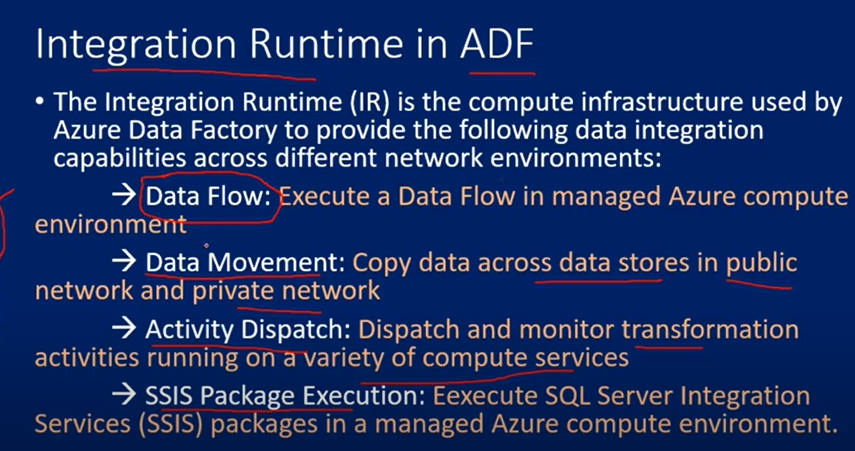 Integration Runtime in ADF
• The Integration Runtime (IR) is the compute infrastructure used by
Azure Data Factory to provide the following data integration
capabilities across different network environments:
→ Data Flow: Execute a Data Flow in managed Azure compute
environment
→ Data Movement: Copy data across data stores in public
network and private network
→ Activity Dispatch: Dispatch and monitor transformation
activities running on a variety of compute services
→ SSIS Package Execution: Eexecute SQL Server Integration
Services (SSIS) packages in a managed Azure compute environment.